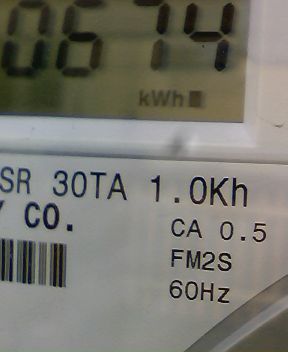 0674
kWh
SR 30TA 1.0Kh
Y CO.
CA 0.5
FM2S
60Hz